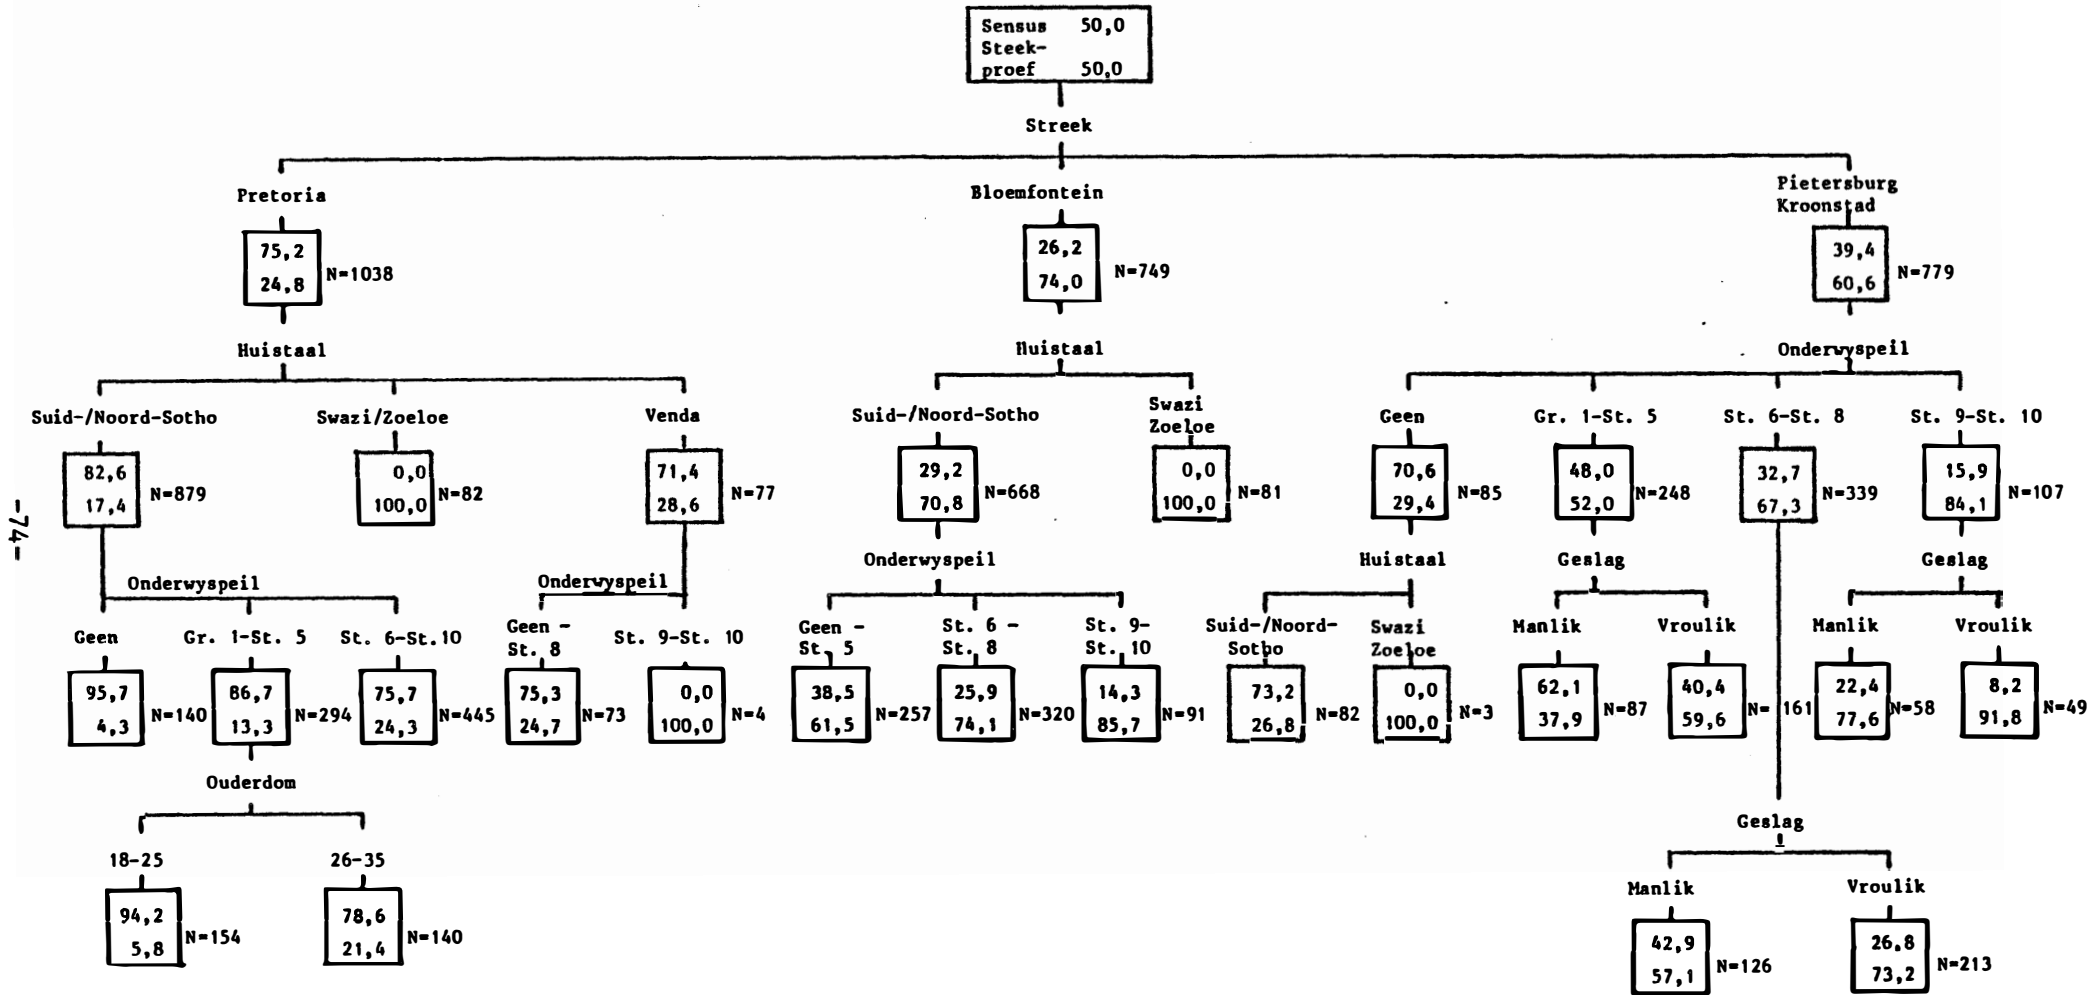 Sensus 50,0
Steek-
proef 50,0
Streek
Pretoria
75,2
24,8
N=1038
Bloemfontein
26,2
74,0
N=749
Pietersburg
Kroonstad
39,4
60,6
N=779
Huistaal
Huistaal
Onderwyspeil
Suid-/Noord-Sotho
82,6
17,4
N=879
Swazi/Zoeloe
0,0
100,0
N=82
Venda
71,4
28,6
N=77
Suid-/Noord-Sotho
29,2
70,8
N=668
Swazi
Zoeloe
0,0
100,0
N=81
Geen
70,6
29,4
N=85
Gr. 1-St. 5
48,0
52,0
N=248
St. 6-St. 8
32,7
67,3
N=339
St. 9-St. 10
15,9
84,1
N=107
-74-
Onderwyspeil
Onderwyspeil
Onderwyspeil
Huistaal
Geslag
Geslag
Geen
95,7
4,3
N=140
Gr. 1-St. 5
86,7
13,3
N=294
St. 6-St.10
75,7
24,3
N=445
Geen -
St. 8
75,3
24,7
N=73
St. 9-St. 10
0,0
100,0
N=4
Geen -
St. 5
38,5
61,5
N=257
St. 6 -
St. 8
25,9
74,1
N=320
St. 9-
St. 10
14,3
85,7
N=91
Suid-/Noord-
Sotho
73,2
26,8
N=82
Swazi
Zoeloe
0,0
100,0
N=3
Manlik
62,1
37,9
N=87
Vroulik
40,4
59,6
N= 161
Manlik
22,4
77,6
N=58
Vroulik
8,2
91,8
N=49
Ouderdom
18-25
94,2
5,8
N=154
26-35
78,6
21,4
N=140
Geslag
Manlik
42,9
57,1
N=126
Vroulik
26,8
73,2
N=213